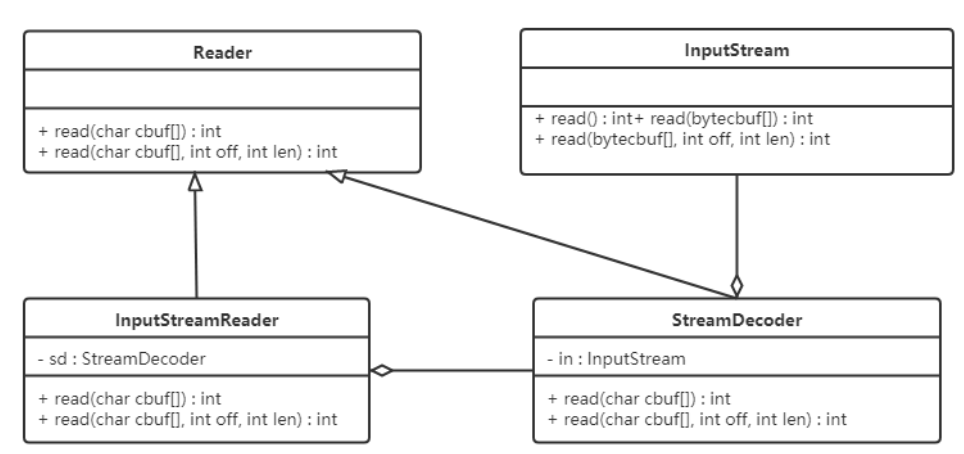 Reader
+ read(char cbuf[]) : int
+ read(char cbuf[], int off, int len) : int
InputStream
+ read() : int+ read(bytecbuf[]) : int
+ read(bytecbuf[], int off, int len) : int
InputStreamReader
- sd : StreamDecoder
+ read(char cbuf[]) : int
+ read(char cbuf[], int off, int len) : int
StreamDecoder
- in : InputStream
+ read(char cbuf[]) : int
+ read(char cbuf[], int off, int len) : int